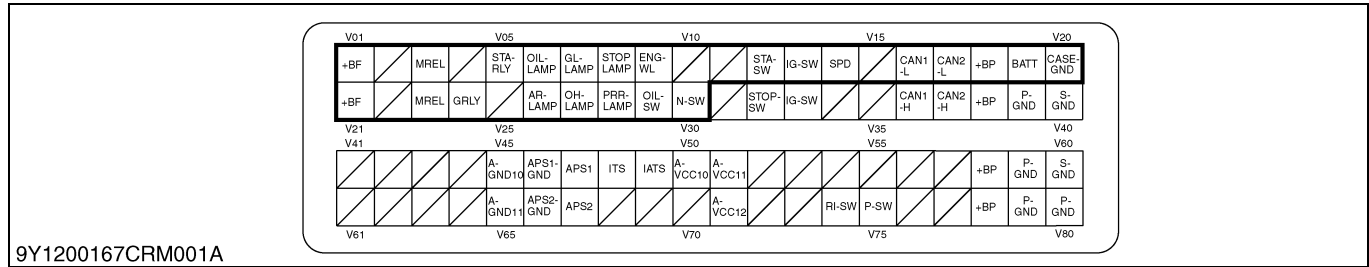 V01 V05 V10 V15 V20
+BF MREL STA- OIL- GL- STOP ENG- STA- IG-SW SPD CAN1 CAN2 +BP BATT CASE-
RLY LAMP LAMP LAMP WL SW -L -L GND
+BF MREL GRLY AR- OH- PRR- OIL- N-SW STOP- IG-SW CAN1 CAN2 +BP P- S-
LAMP LAMP LAMP SW SW -H -H GND GND
V21 V25 V30 V35 V40
V41 V45 V50 V55 V60
A- APS1- APS1 ITS IATS A- A- +BP P- S-
GND10 GND VCC10 VCC11 GND GND
A- APS2- APS2 A- RI-SW P-SW +BP P- P-
GND11 GND VCC12 GND GND
V61 V65 V70 V75 V80
9Y1200167CRM001A